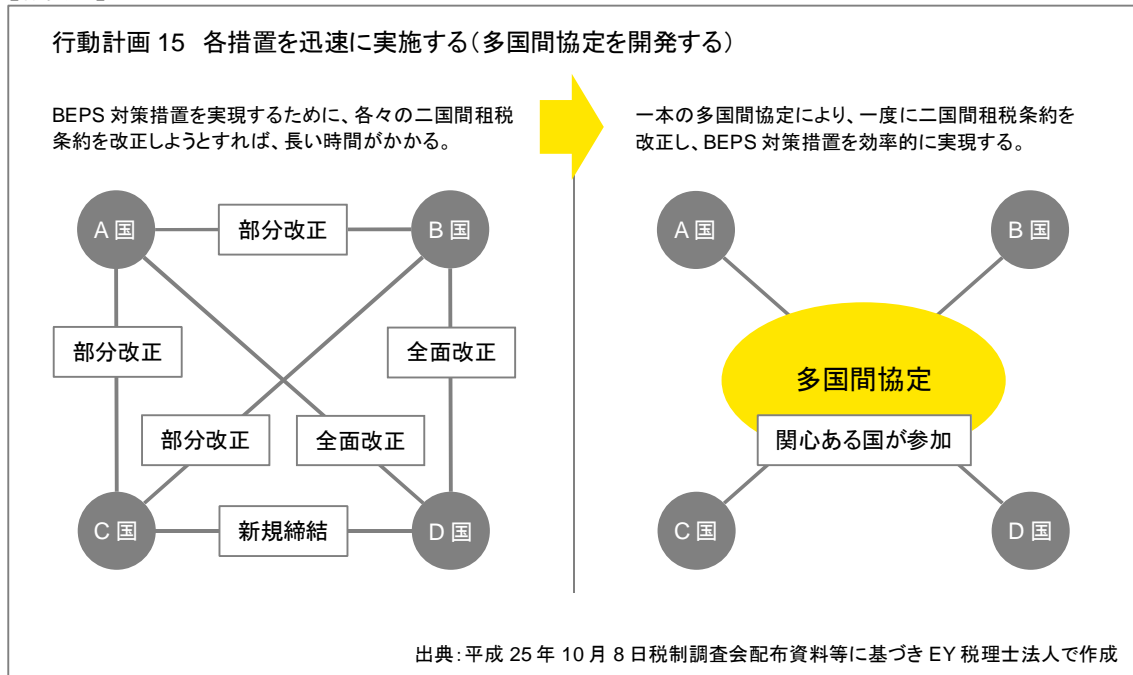 行動計画 15 各措置を迅速に実施する（多国間協定を開発する）
BEPS 対策措置を実現するために、各々の二国間租税
条約を改正しようとすれば、長い時間がかかる。
一本の多国間協定により、一度に二国間租税条約を
改正し、BEPS 対策措置を効率的に実現する。
A 国
部分改正
B 国
部分改正
全面改正
部分改正
全面改正
C 国
新規締結
D 国
A 国
B 国
多国間協定
関心ある国が参加
C 国
D 国
出典：平成 25 年 10 月 8 日税制調査会配布資料等に基づき EY 税理士法人で作成